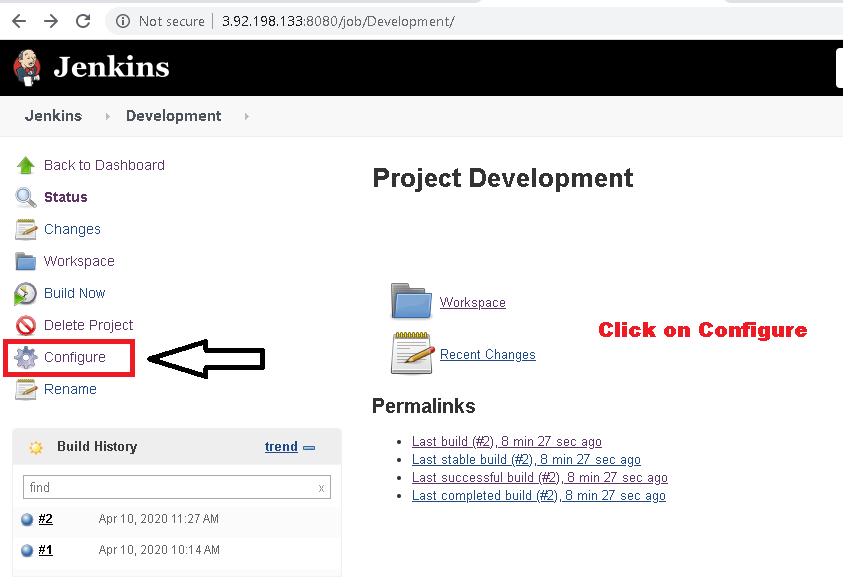 Not secure | 3.92.198.133:8080/job/Development/
Jenkins
Jenkins Development
Back to Dashboard
Status
Changes
Workspace
Build Now
Delete Project
Configure
Rename
Build History trend
find x
#2 Apr 10, 2020 11:27 AM
#1 Apr 10, 2020 10:14 AM
Project Development
Workspace
Recent Changes
Click on Configure
Permalinks
Last build (#2), 8 min 27 sec ago
Last stable build (#2), 8 min 27 sec ago
Last successful build (#2), 8 min 27 sec ago
Last completed build (#2), 8 min 27 sec ago